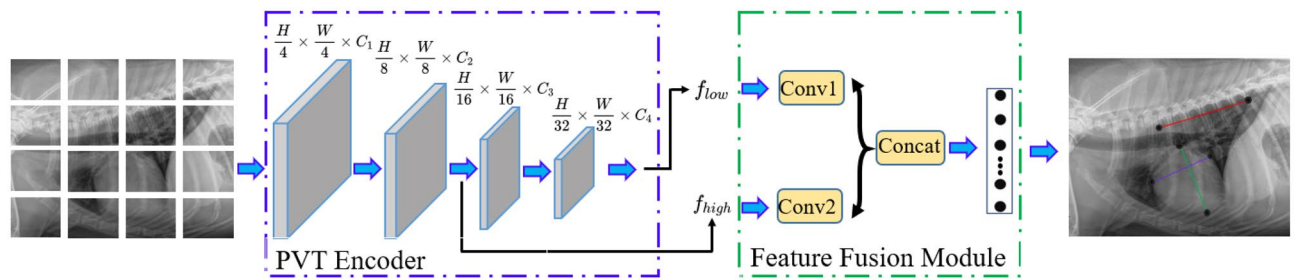 H/4 × W/4 × C₁
H/8 × W/8 × C₂
H/16 × W/16 × C₃
H/32 × W/32 × C₄
f_low
Conv1
Concat
f_high
Conv2
PVT Encoder
Feature Fusion Module